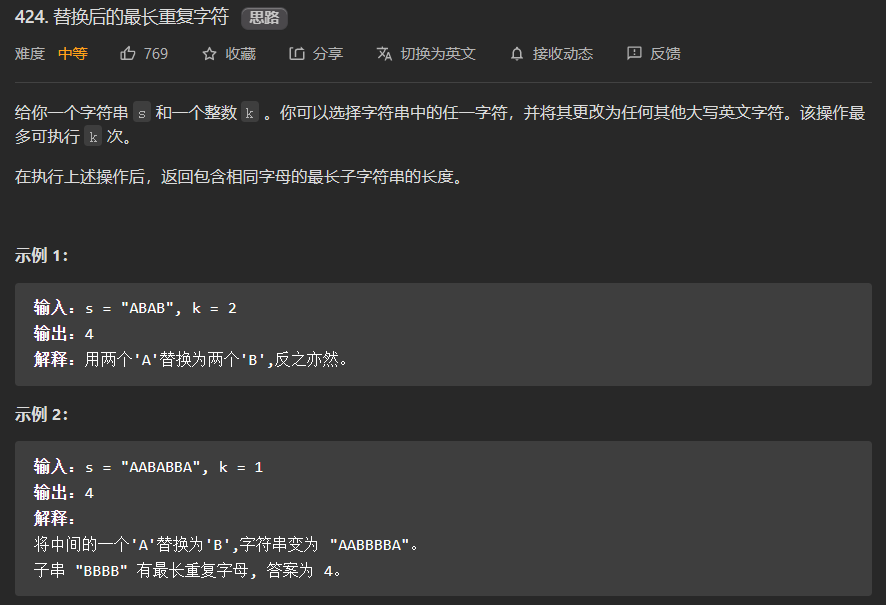 424. 替换后的最长重复字符 思路
难度 中等 769 收藏 分享 切换为英文 接收动态 反馈
给你一个字符串 s 和一个整数 k 。你可以选择字符串中的任一字符，并将其更改为任何其他大写英文字符。该操作最
多可执行 k 次。
在执行上述操作后，返回包含相同字母的最长子字符串的长度。
示例 1：
输入：s = "ABAB", k = 2
输出：4
解释：用两个'A'替换为两个'B',反之亦然。
示例 2：
输入：s = "AABABBA", k = 1
输出：4
解释：
将中间的一个'A'替换为'B',字符串变为 "AABBBBA"。
子串 "BBBB" 有最长重复字母, 答案为 4。